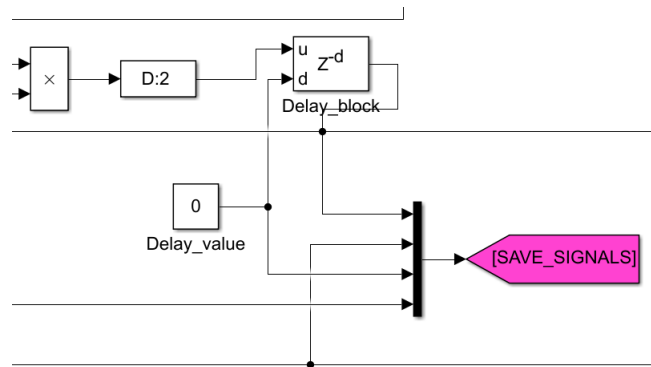 ×
D:2
u
d
Z-d
Delay_block
0
Delay_value
[SAVE_SIGNALS]